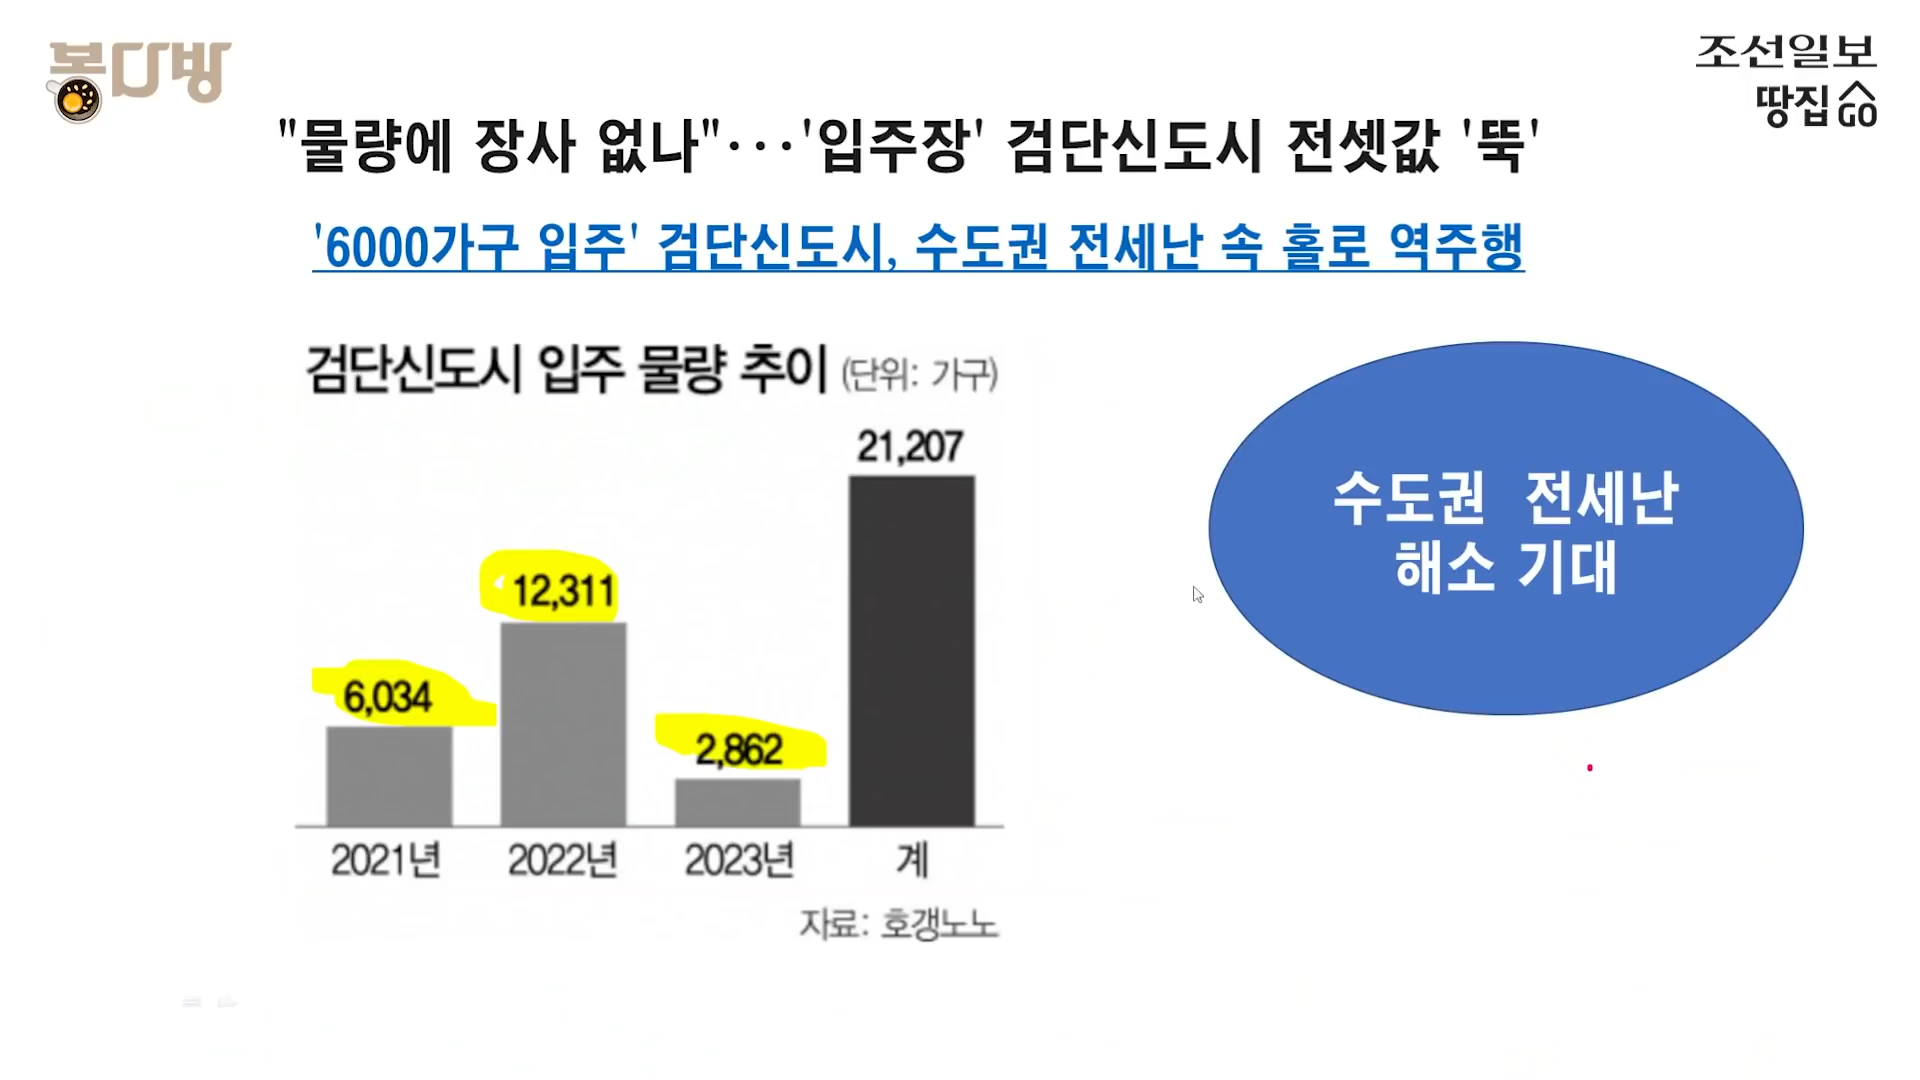 봉다방
조선일보
땅집GO
"물량에 장사 없나"···'입주장' 검단신도시 전셋값 '뚝'
'6000가구 입주' 검단신도시, 수도권 전세난 속 홀로 역주행
검단신도시 입주 물량 추이 (단위: 가구)
21,207
12,311
6,034
2,862
2021년 2022년 2023년 계
자료: 호갱노노
수도권 전세난
해소 기대